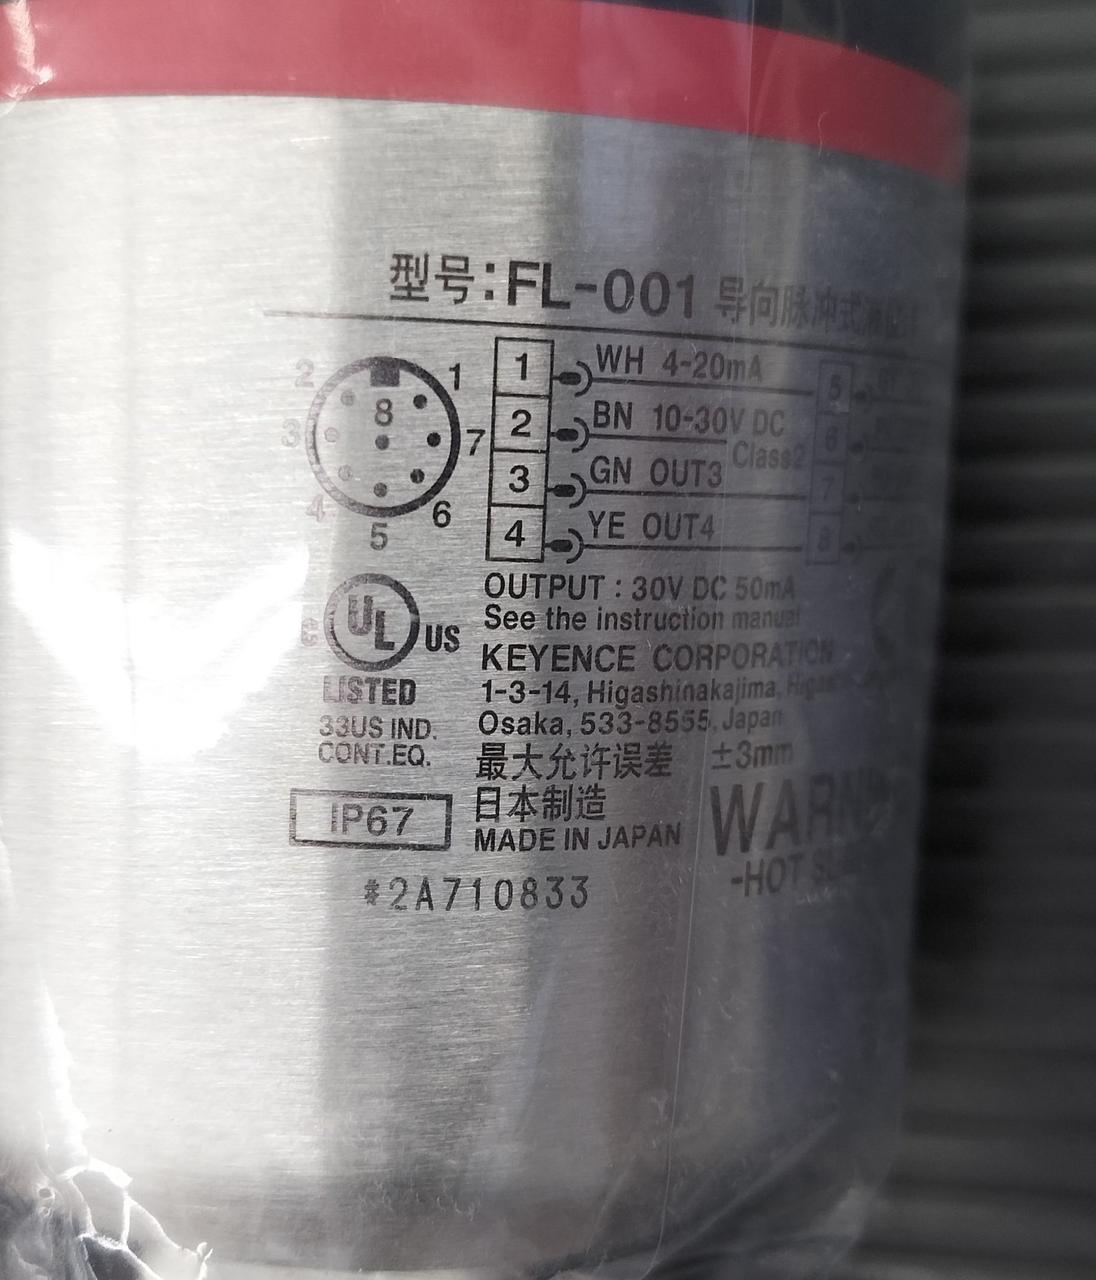 型号:FL-001 导向脉冲式
2 1
8
3 7
4 6
5
1 WH 4-20mA 5
2 BN 10-30V DC 6
Class2
3 GN OUT3 7
4 YE OUT4 8
c UL US
LISTED
33US IND.
CONT.EQ.
OUTPUT : 30V DC 50mA
See the instruction manual
KEYENCE CORPORATION
1-3-14, Higashinakajima,
Osaka, 533-8555, Japan
最大允许误差 ±3mm
日本制造
MADE IN JAPAN
IP67
-HOT
#2A710833